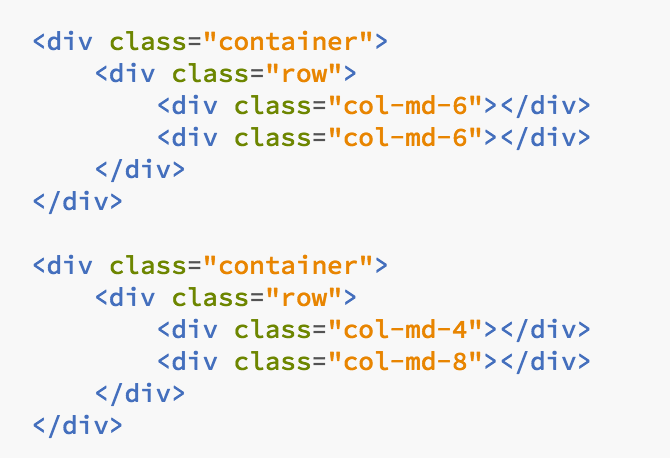 <div class="container">
    <div class="row">
        <div class="col-md-6"></div>
        <div class="col-md-6"></div>
    </div>
</div>

<div class="container">
    <div class="row">
        <div class="col-md-4"></div>
        <div class="col-md-8"></div>
    </div>
</div>